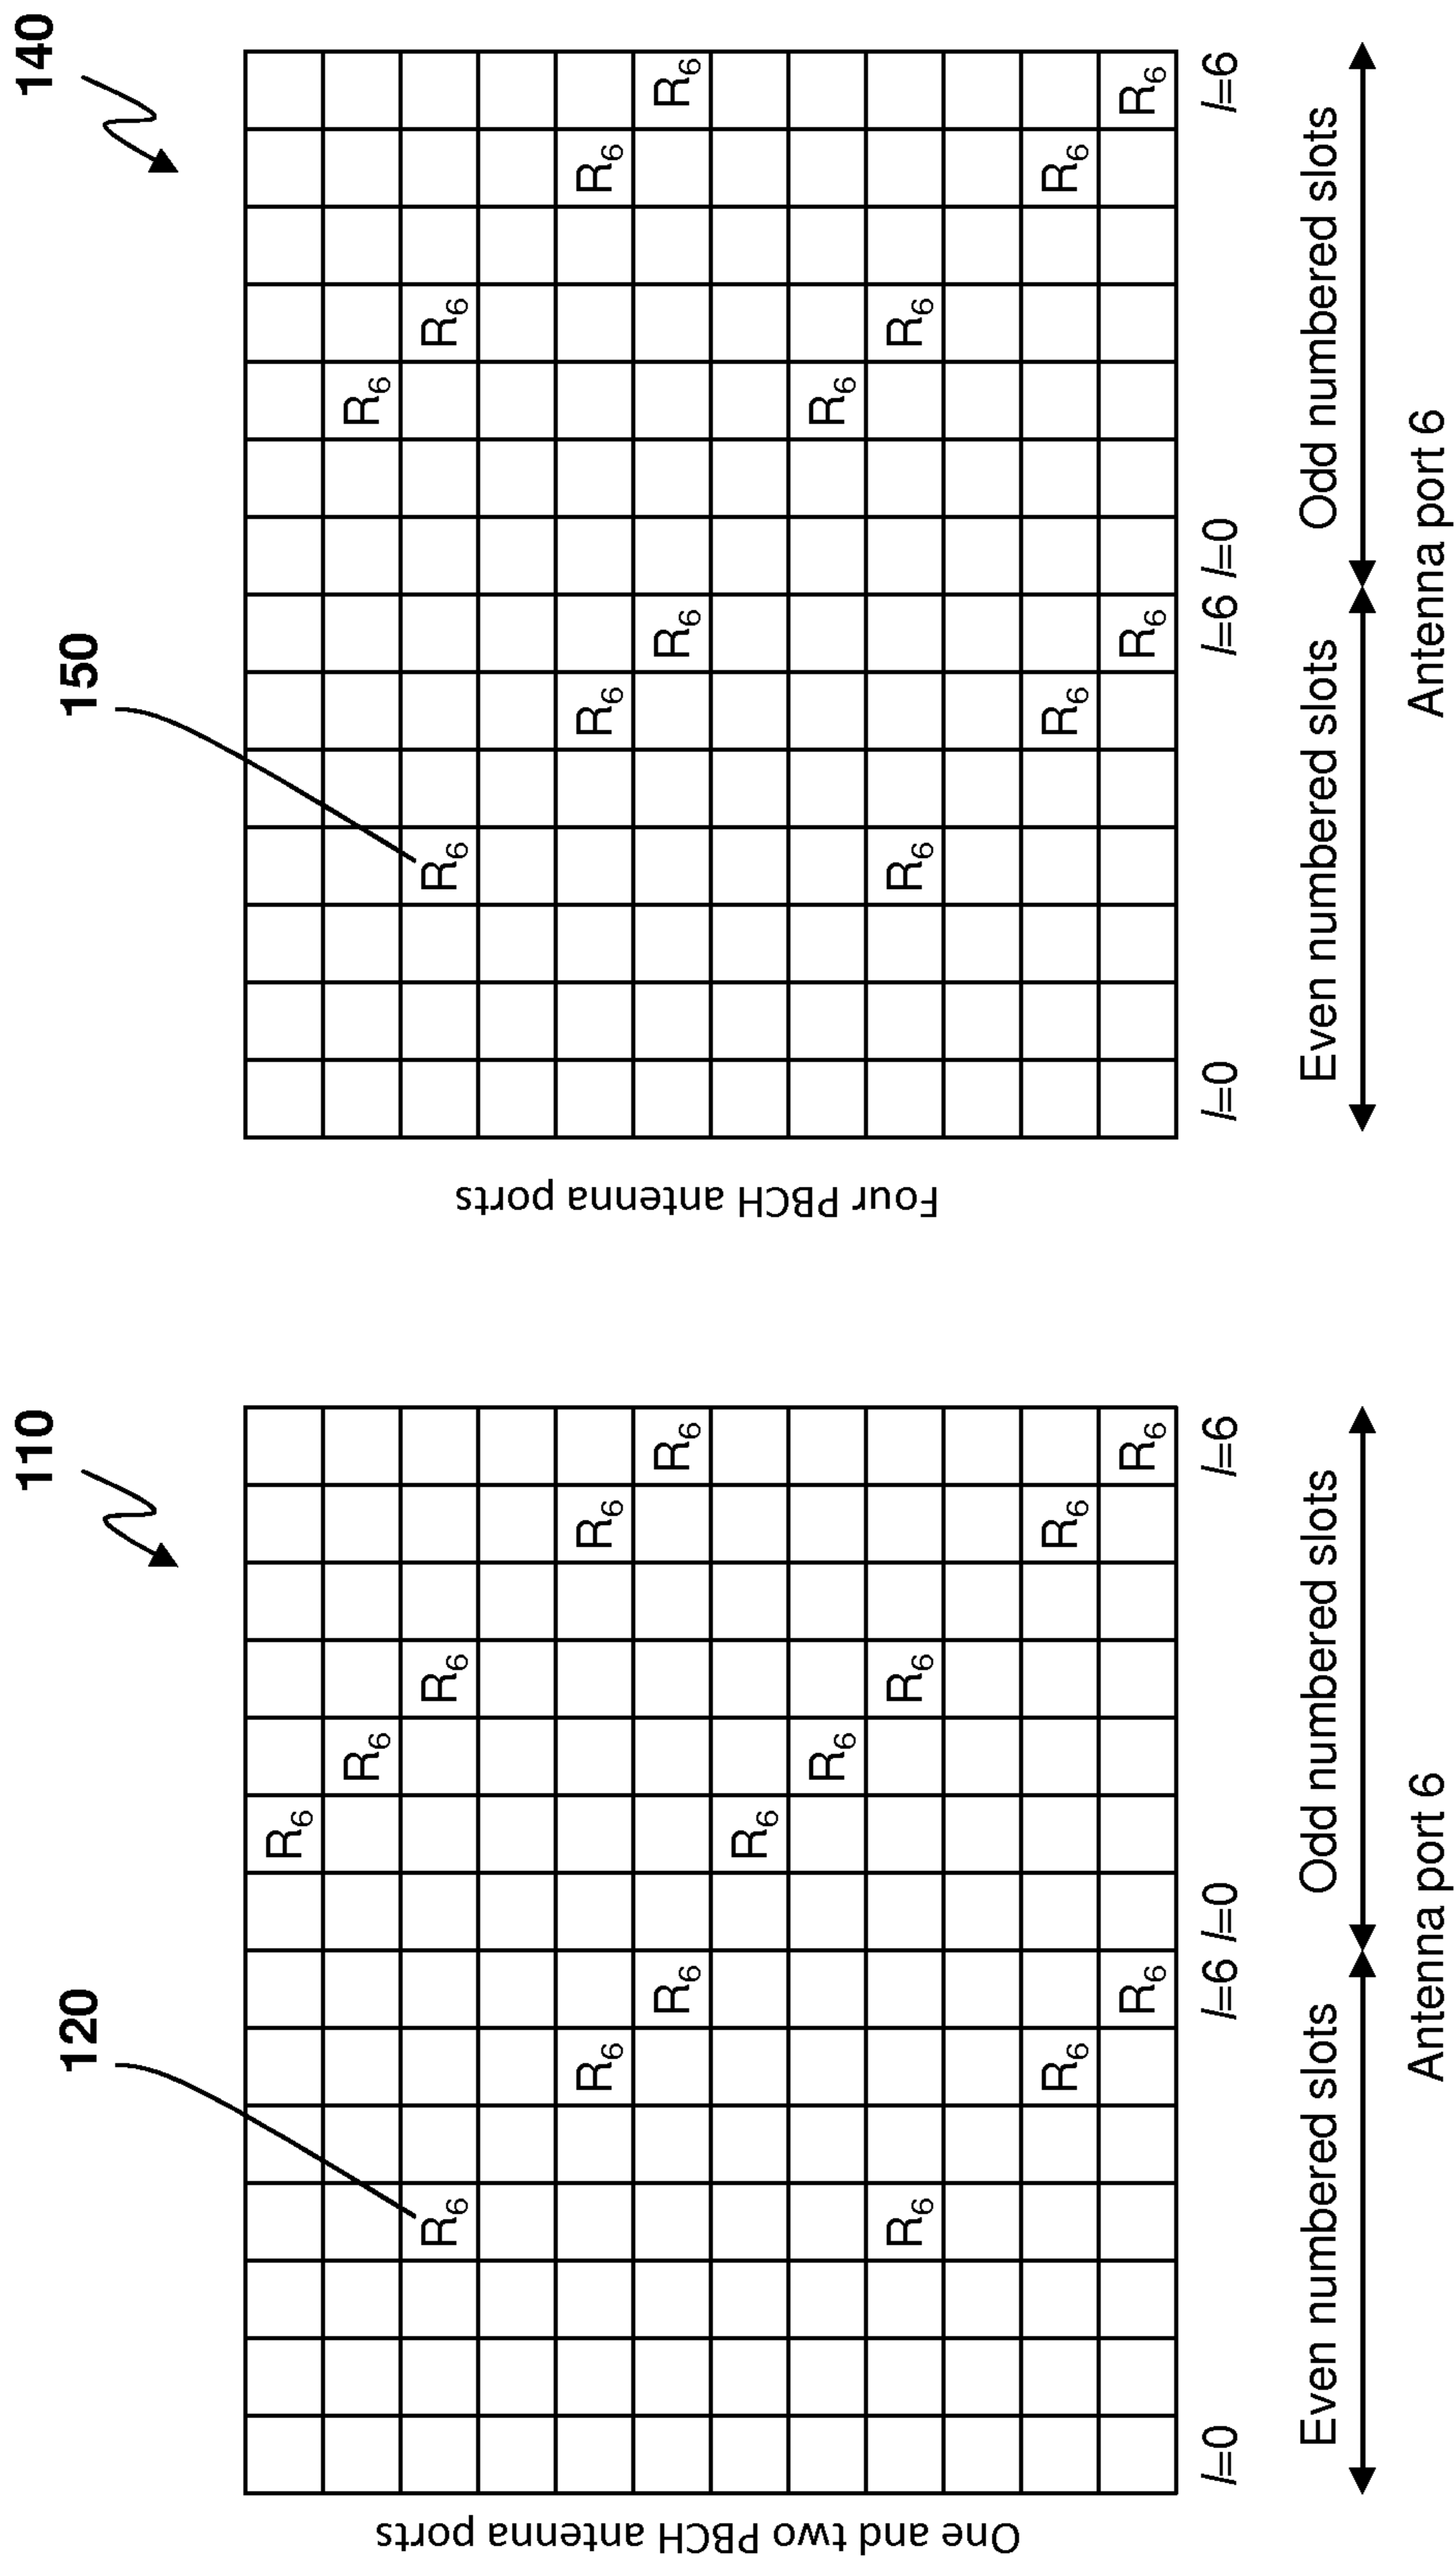 110
120
One and two PBCH antenna ports
R6
R6
R6 R6
R6 R6
R6 R6
R6
R6
R6 R6
R6 R6
R6 R6
l=0 l=6 l=0 l=6
Even numbered slots Odd numbered slots
Antenna port 6
140
150
Four PBCH antenna ports
R6
R6 R6
R6 R6
R6 R6
R6
R6 R6
R6 R6
R6 R6
l=0 l=6 l=0 l=6
Even numbered slots Odd numbered slots
Antenna port 6